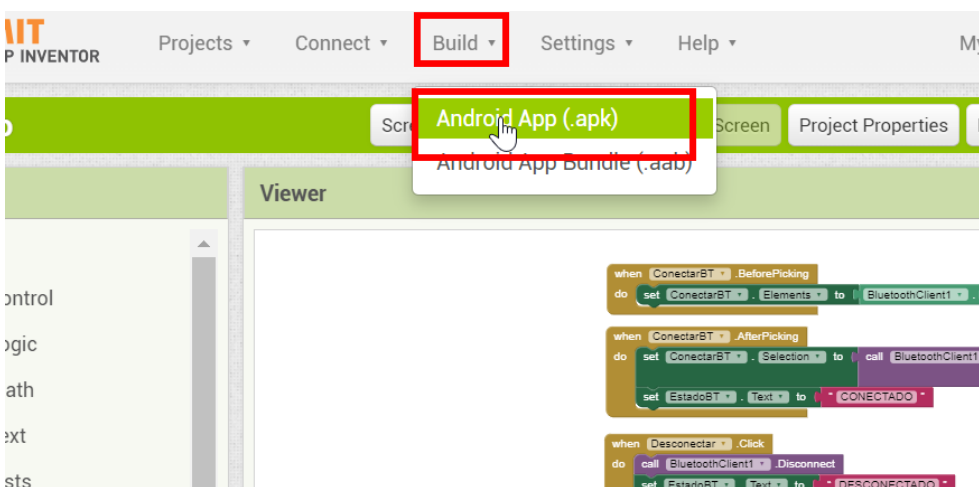 MIT
P INVENTOR
Projects
Connect
Build
Settings
Help
Android App (.apk)
Screen
Project Properties
Android App Bundle (.aab)
Viewer
when ConectarBT .BeforePicking
do set ConectarBT . Elements to BluetoothClient1 .
ontrol
when ConectarBT .AfterPicking
ogic
do set ConectarBT . Selection to call BluetoothClient1
ath
set EstadoBT . Text to " CONECTADO "
ext
when Desconectar .Click
do call BluetoothClient1 .Disconnect
sts
set EstadoBT . Text to " DESCONECTADO "